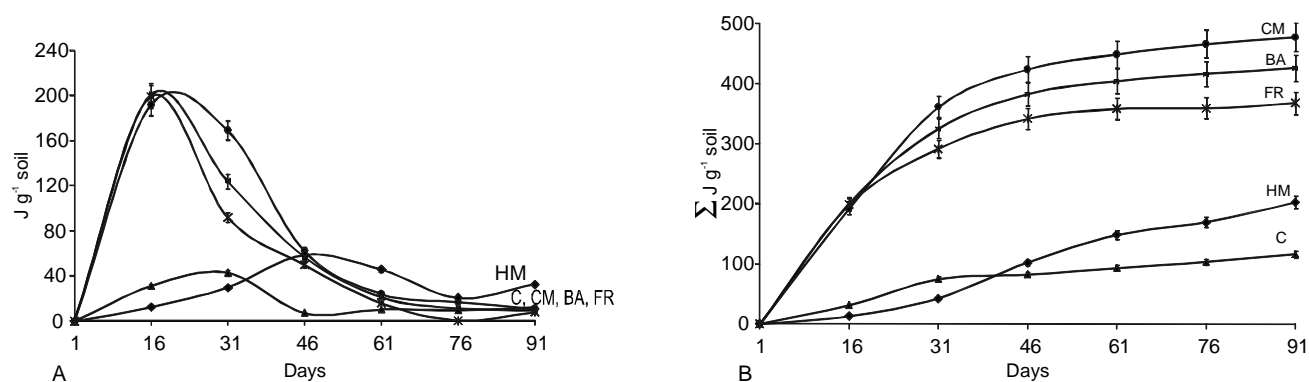 240
200
160
120
80
40
0
J g⁻¹ soil
HM
C, CM, BA, FR
1 16 31 46 61 76 91
Days
A
500
400
300
200
100
0
Σ J g⁻¹ soil
CM
BA
FR
HM
C
1 16 31 46 61 76 91
Days
B